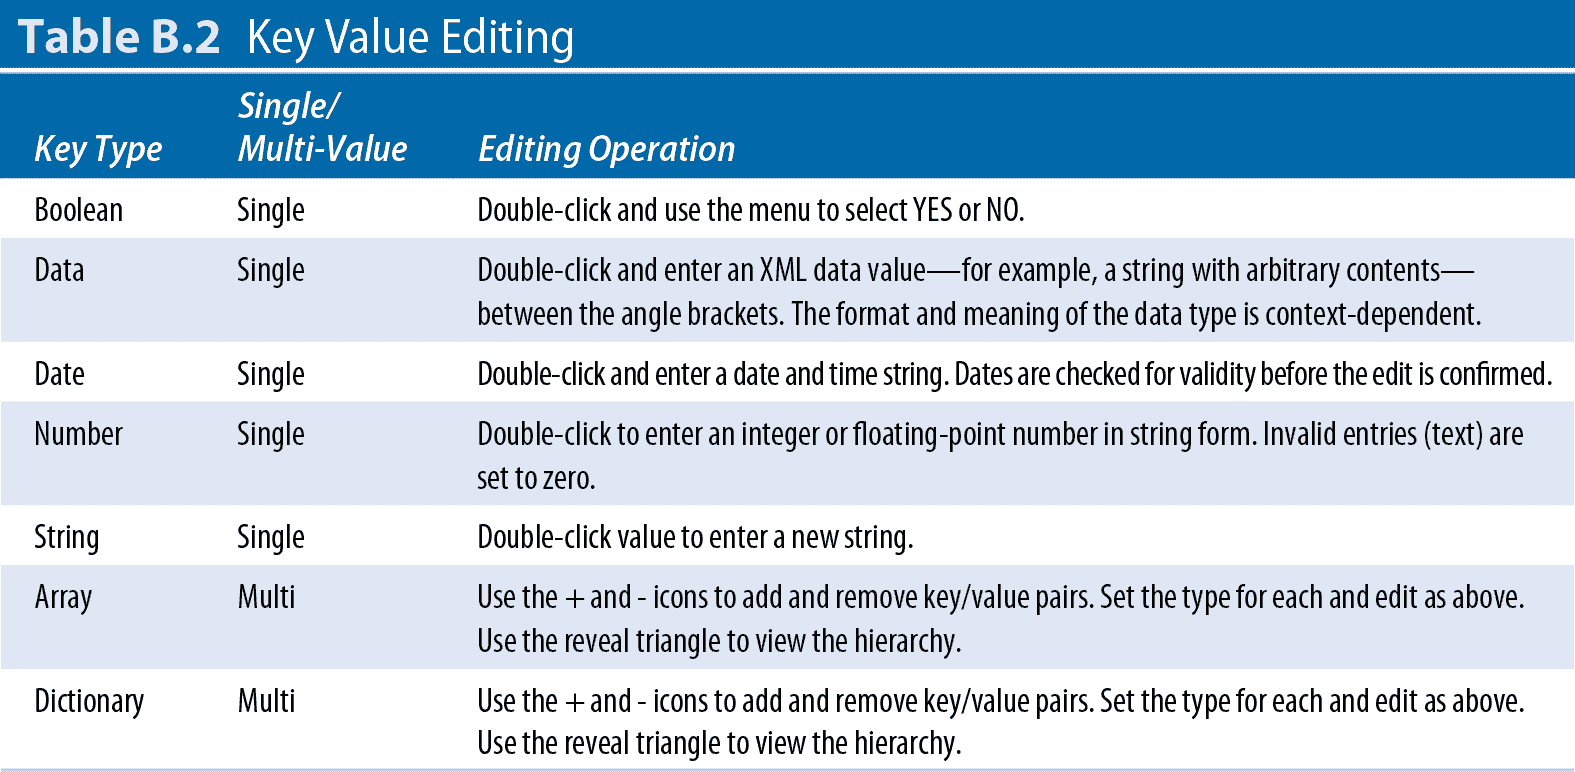 Table B.2 Key Value Editing
Single/
Key Type Multi-Value Editing Operation
Boolean Single Double-click and use the menu to select YES or NO.
Data Single Double-click and enter an XML data value—for example, a string with arbitrary contents—
between the angle brackets. The format and meaning of the data type is context-dependent.
Date Single Double-click and enter a date and time string. Dates are checked for validity before the edit is confirmed.
Number Single Double-click to enter an integer or floating-point number in string form. Invalid entries (text) are
set to zero.
String Single Double-click value to enter a new string.
Array Multi Use the + and - icons to add and remove key/value pairs. Set the type for each and edit as above.
Use the reveal triangle to view the hierarchy.
Dictionary Multi Use the + and - icons to add and remove key/value pairs. Set the type for each and edit as above.
Use the reveal triangle to view the hierarchy.